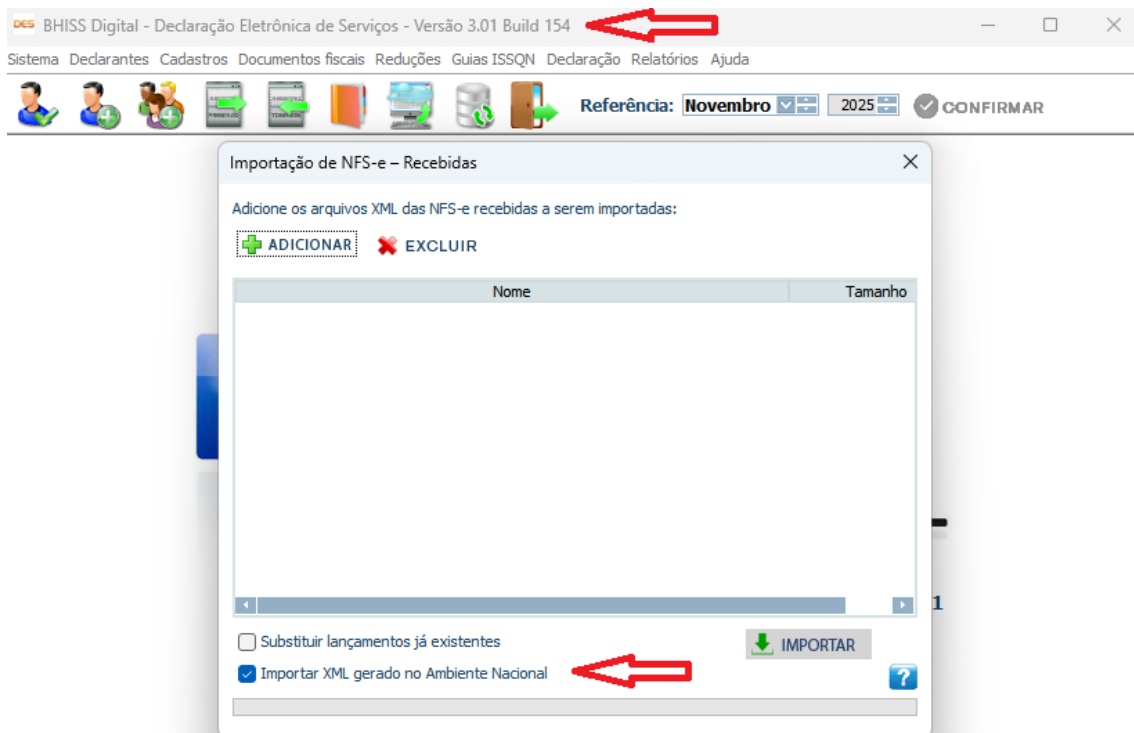 DES BHISS Digital - Declaração Eletrônica de Serviços - Versão 3.01 Build 154
Sistema Declarantes Cadastros Documentos fiscais Reduções Guias ISSQN Declaração Relatórios Ajuda
Referência: Novembro 2025 CONFIRMAR
Importação de NFS-e – Recebidas
Adicione os arquivos XML das NFS-e recebidas a serem importadas:
ADICIONAR EXCLUIR
Nome Tamanho
1
Substituir lançamentos já existentes
IMPORTAR
Importar XML gerado no Ambiente Nacional
?